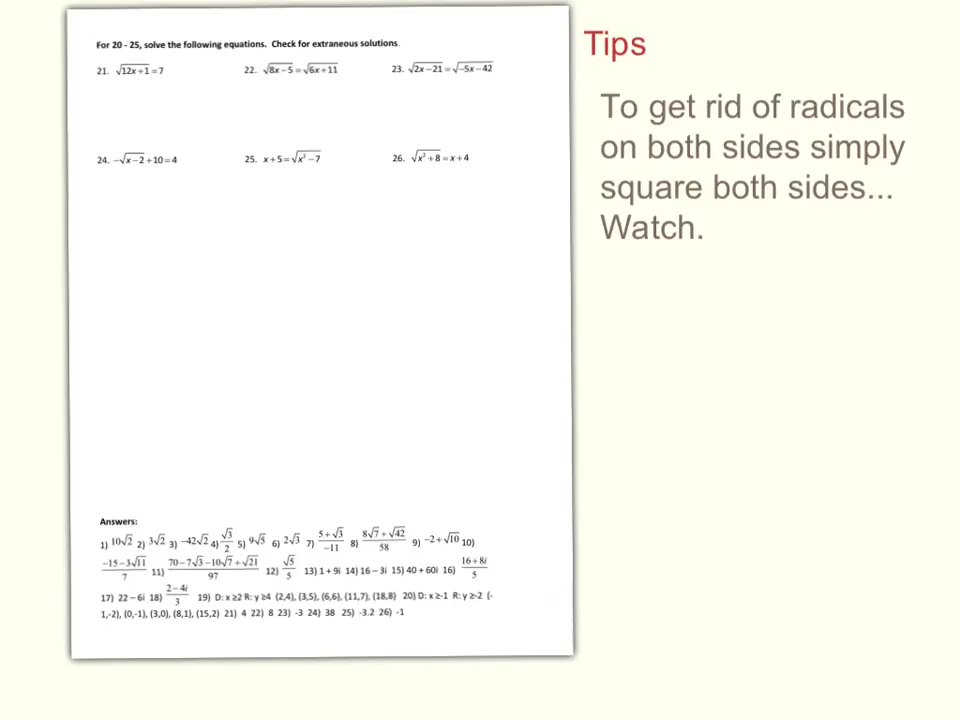 For 20 - 25, solve the following equations. Check for extraneous solutions.
21. √12x+1 = 7 22. √8x−5 = √6x+11 23. √2x−21 = √−5x−42
24. −√x−2 + 10 = 4 25. x + 5 = √x² − 7 26. √x² + 8 = x + 4
Answers:
1) 10√2 2) 3√2 3) −42√2 4) √3/2 5) 9√5 6) 2√3 7) 5+√3/−11 8) 8√7+√42/58 9) −2+√10 10)
−15−3√11/7 11) 70−7√3−10√7+√21/97 12) √5/5 13) 1 + 9i 14) 16 – 3i 15) 40 + 60i 16) 16+8i/5
17) 22 – 6i 18) 2−4i/3 19) D: x ≥2 R: y ≥4 (2,4), (3,5), (6,6), (11,7), (18,8) 20) D: x ≥-1 R: y ≥-2 (-
1,-2), (0,-1), (3,0), (8,1), (15,2) 21) 4 22) 8 23) -3 24) 38 25) -3.2 26) -1
Tips
To get rid of radicals
on both sides simply
square both sides...
Watch.